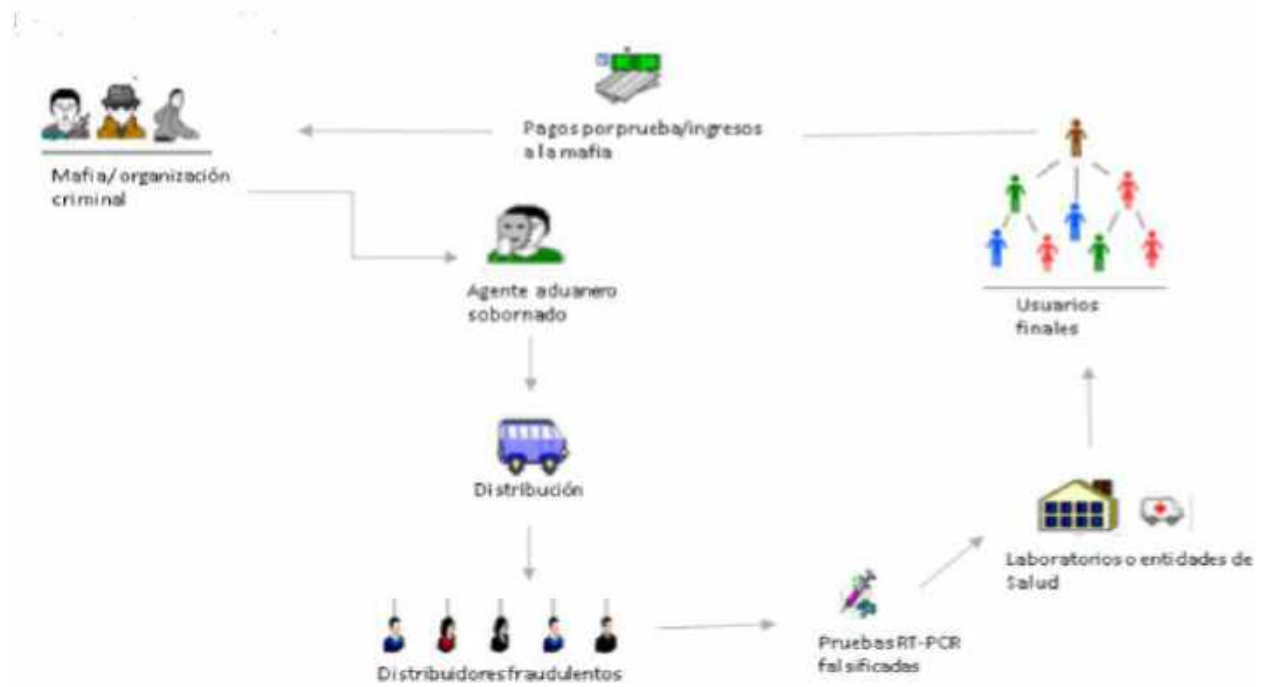 Pagos por prueba/ingresos
a la mafia
Mafia/ organización
criminal
Agente aduanero
sobornado
Usuarios
finales
Distribución
Laboratorios o entidades de
Salud
Pruebas RT-PCR
falsificadas
Distribuidores fraudulentos